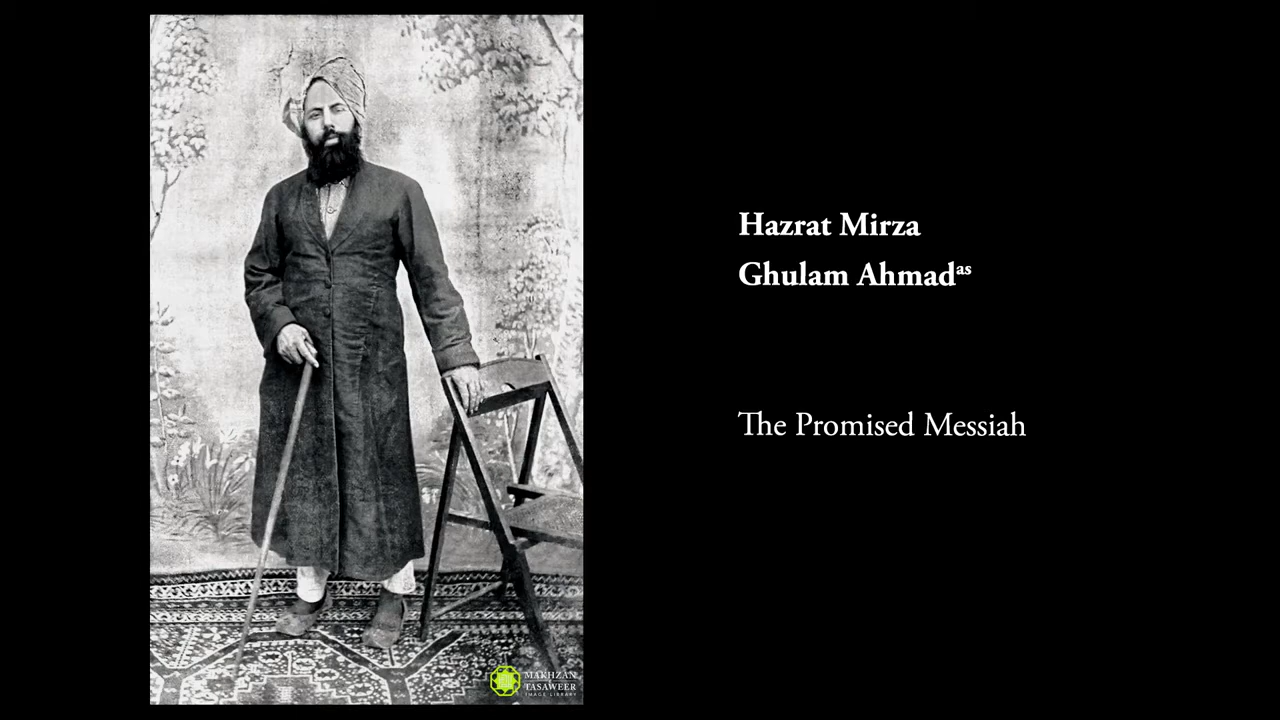 Hazrat Mirza
Ghulam Ahmadas
The Promised Messiah
MAKHZAN
TASAWEER
IMAGE·LIBRARY